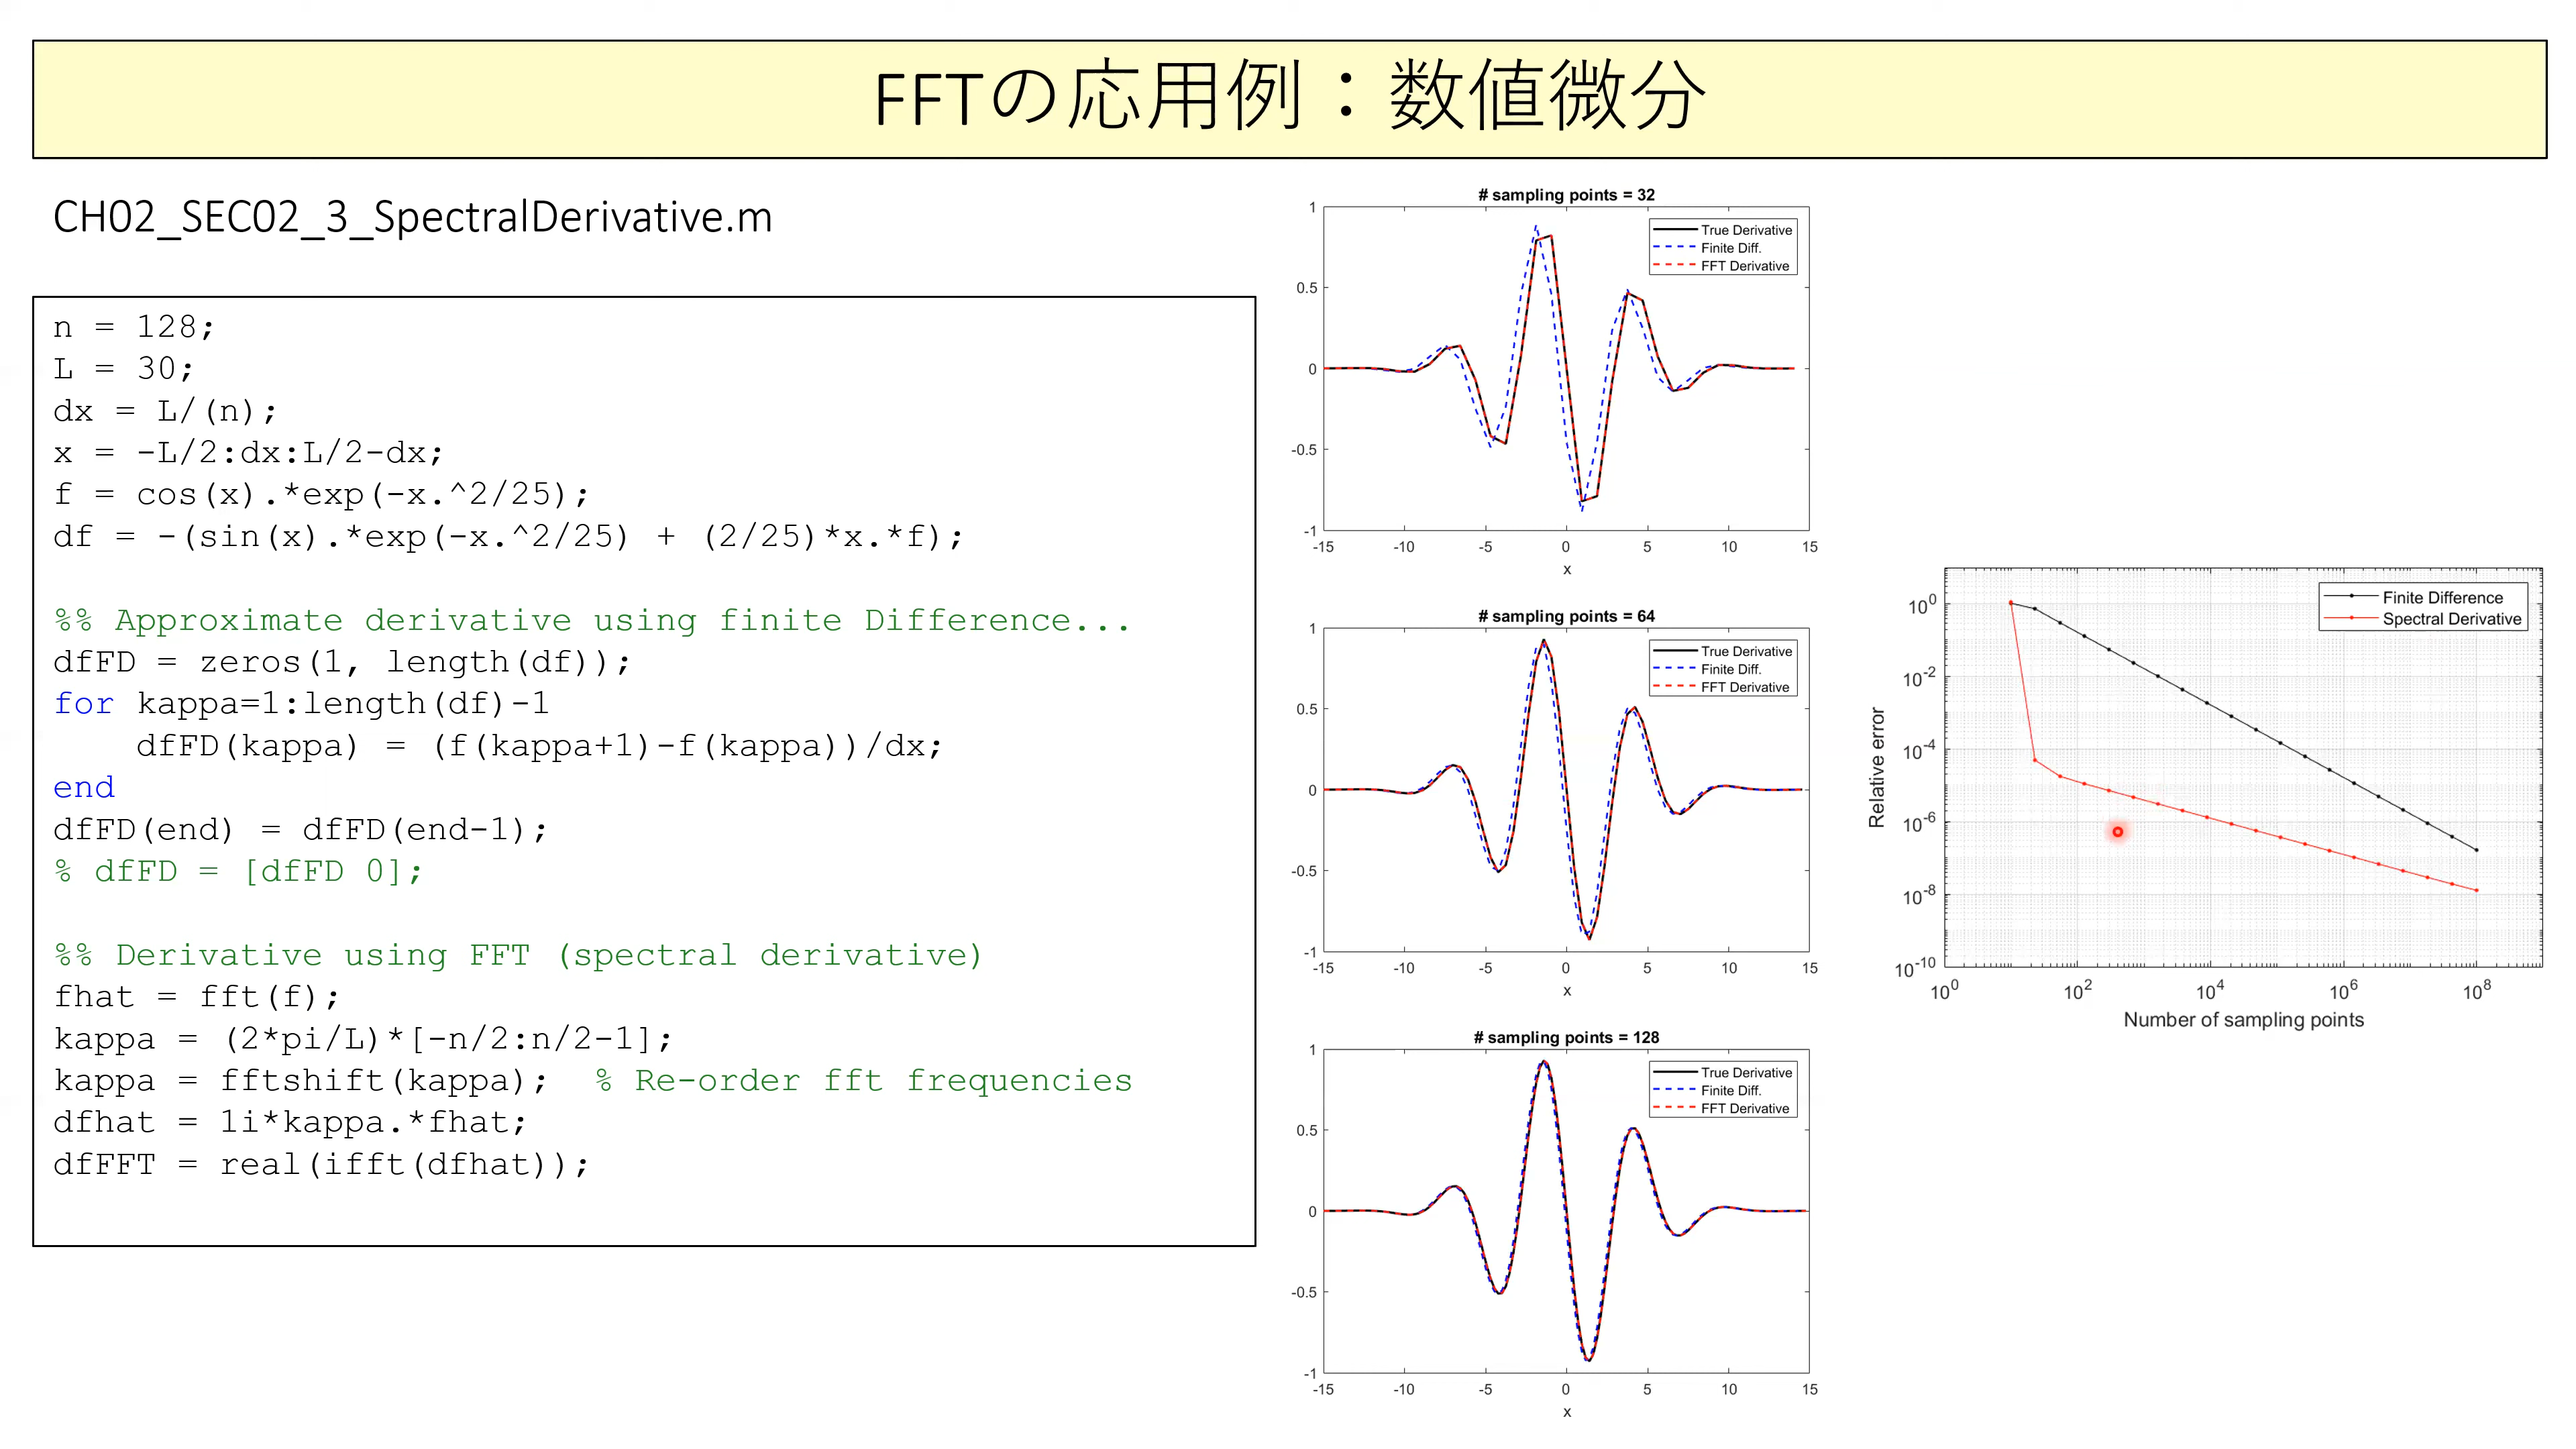 FFTの応用例：数値微分
CH02_SEC02_3_SpectralDerivative.m
n = 128;
L = 30;
dx = L/(n);
x = -L/2:dx:L/2-dx;
f = cos(x).*exp(-x.^2/25);
df = -(sin(x).*exp(-x.^2/25) + (2/25)*x.*f);
%% Approximate derivative using finite Difference...
dfFD = zeros(1, length(df));
for kappa=1:length(df)-1
    dfFD(kappa) = (f(kappa+1)-f(kappa))/dx;
end
dfFD(end) = dfFD(end-1);
% dfFD = [dfFD 0];
%% Derivative using FFT (spectral derivative)
fhat = fft(f);
kappa = (2*pi/L)*[-n/2:n/2-1];
kappa = fftshift(kappa);  % Re-order fft frequencies
dfhat = 1i*kappa.*fhat;
dfFFT = real(ifft(dfhat));
# sampling points = 32
True Derivative
Finite Diff.
FFT Derivative
1
0.5
0
-0.5
-1
-15 -10 -5 0 5 10 15
x
# sampling points = 64
True Derivative
Finite Diff.
FFT Derivative
1
0.5
0
-0.5
-1
-15 -10 -5 0 5 10 15
x
# sampling points = 128
True Derivative
Finite Diff.
FFT Derivative
1
0.5
0
-0.5
-1
-15 -10 -5 0 5 10 15
x
Finite Difference
Spectral Derivative
Relative error
10^0
10^-2
10^-4
10^-6
10^-8
10^-10
10^0 10^2 10^4 10^6 10^8
Number of sampling points